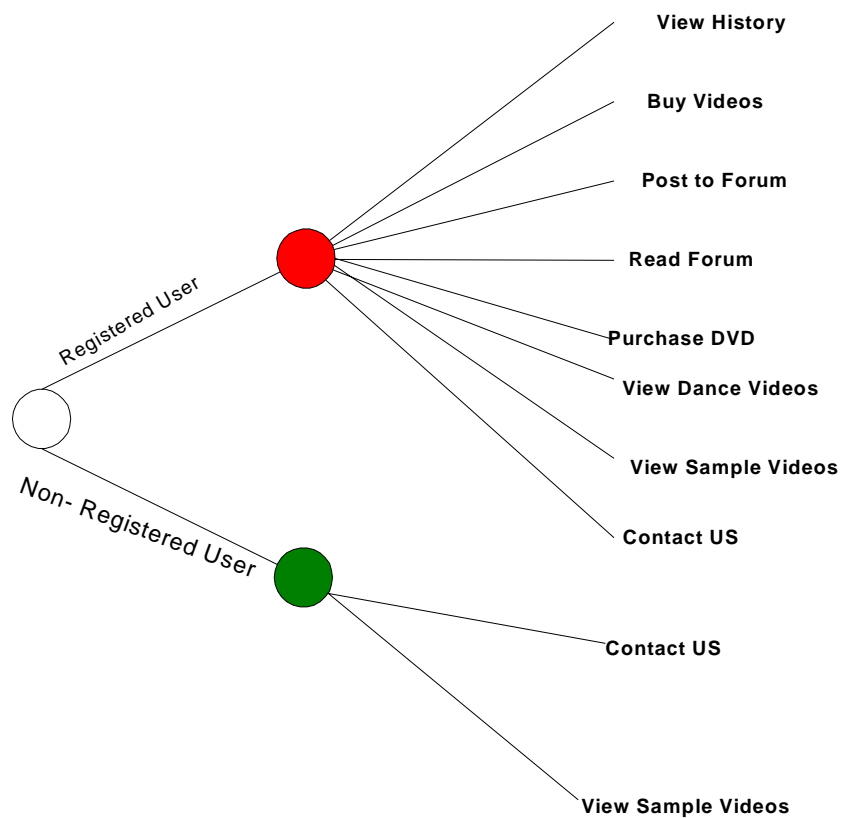 View History
Buy Videos
Post to Forum
Read Forum
Registered User
Purchase DVD
View Dance Videos
View Sample Videos
Non- Registered User
Contact US
Contact US
View Sample Videos